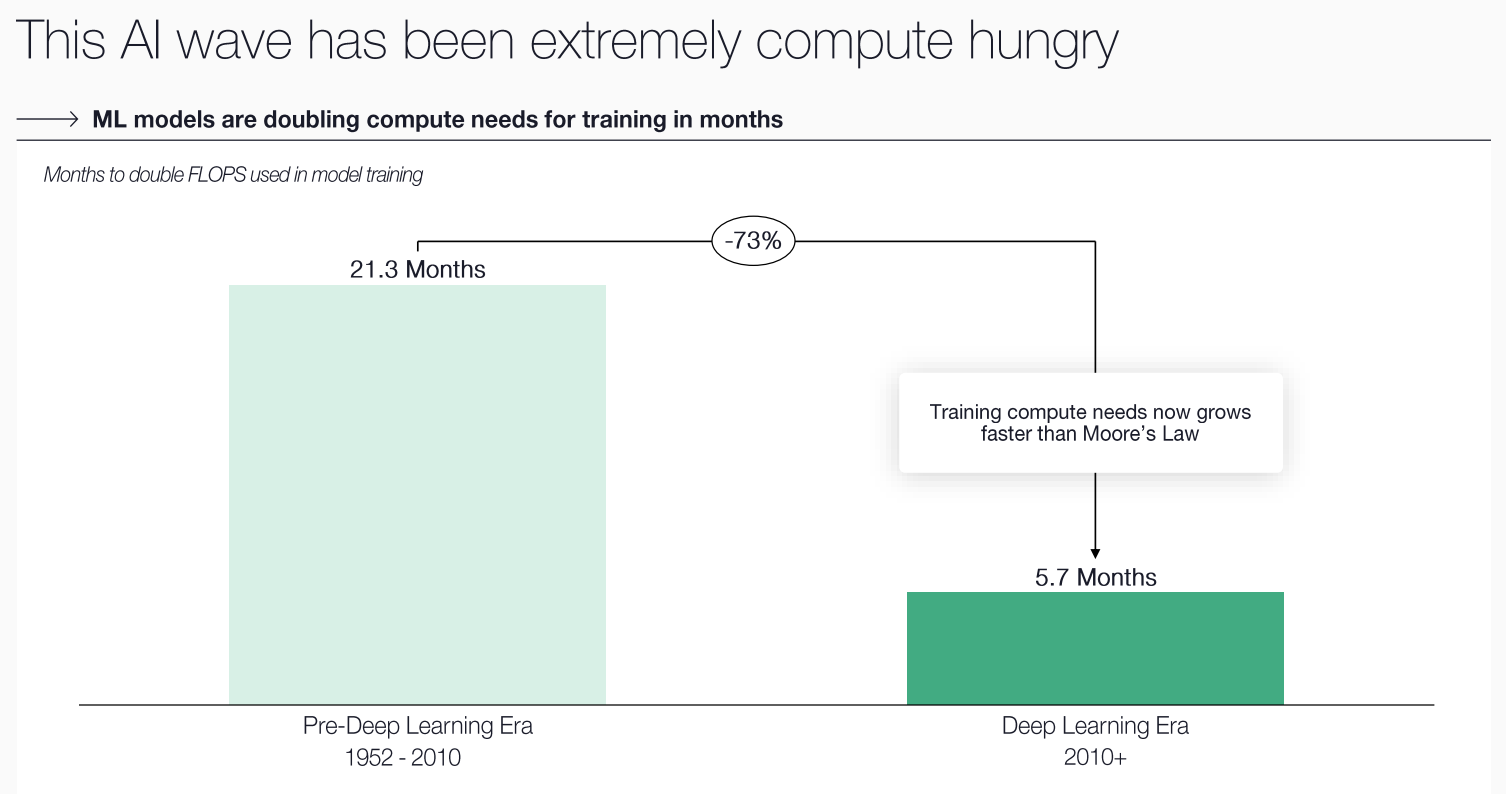 This AI wave has been extremely compute hungry
ML models are doubling compute needs for training in months
Months to double FLOPS used in model training
-73%
21.3 Months
Training compute needs now grows
faster than Moore’s Law
5.7 Months
Pre-Deep Learning Era
1952 - 2010
Deep Learning Era
2010+